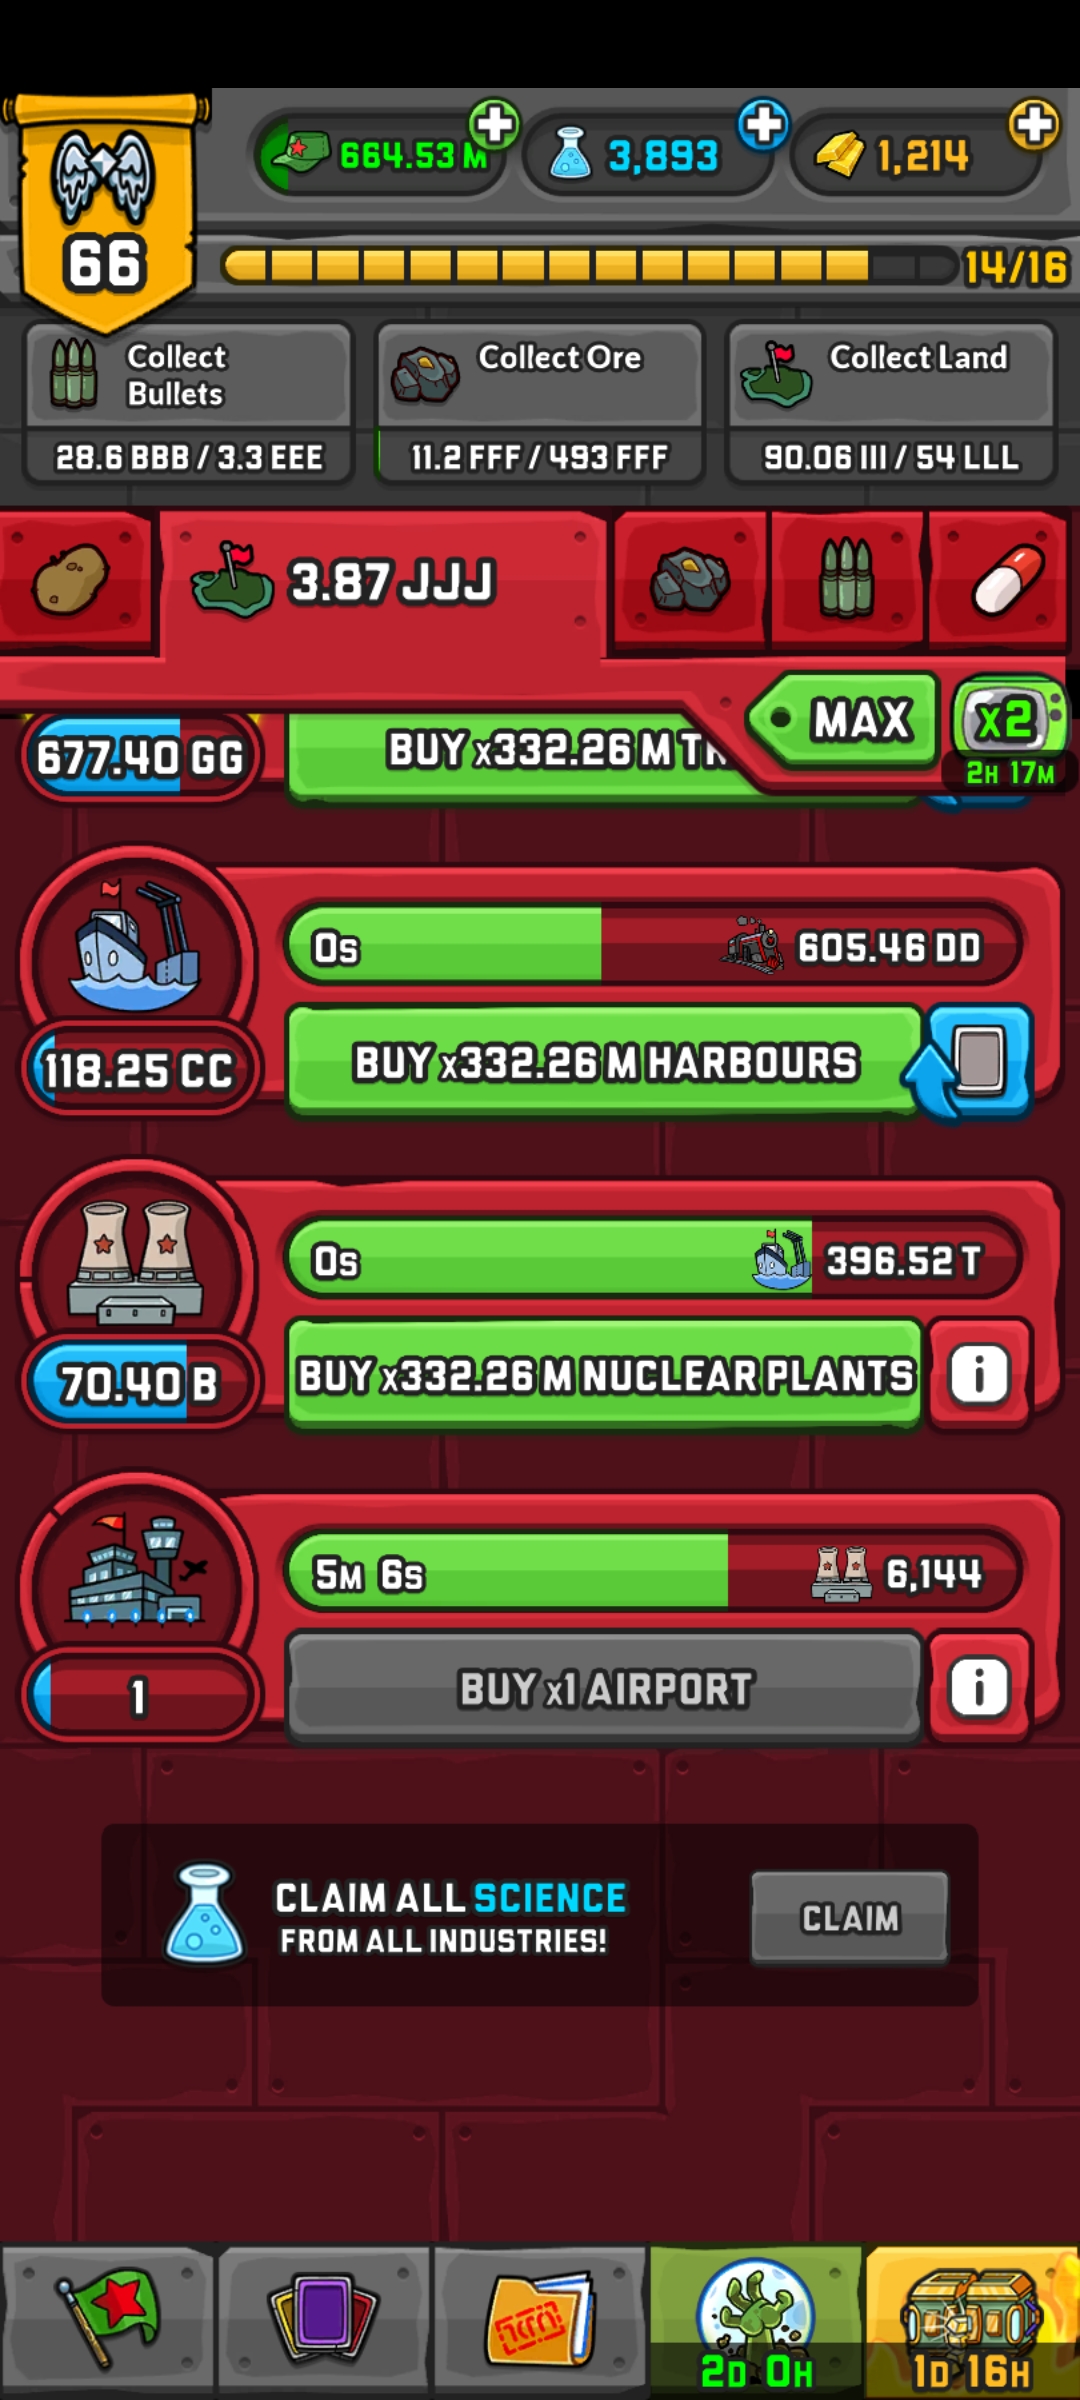 664.53 M
3,893
1,214
66
14/16
Collect
Bullets
28.6 BBB / 3.3 EEE
Collect Ore
11.2 FFF / 493 FFF
Collect Land
90.06 III / 54 LLL
3.87 JJJ
MAX
x2
2H 17M
677.40 GG
BUY x332.26 M
0s
605.46 DD
118.25 CC
BUY x332.26 M HARBOURS
0s
396.52 T
70.40 B
BUY x332.26 M NUCLEAR PLANTS
i
5M 6s
6,144
1
BUY x1 AIRPORT
i
CLAIM ALL SCIENCE
FROM ALL INDUSTRIES!
CLAIM
2D 0H
1D 16H